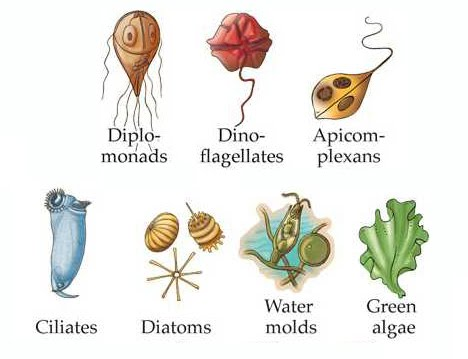 Diplo-
monads
Dino-
flagellates
Apicom-
plexans
Ciliates
Diatoms
Water
molds
Green
algae